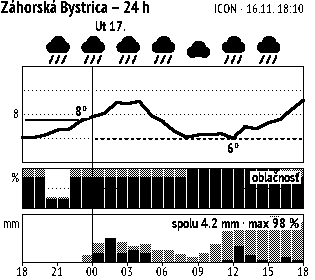 Záhorská Bystrica – 24 h
ICON · 16.11. 18:10
Ut 17.
8
8°
6°
%
oblačnosť
mm
spolu 4.2 mm · max 98 %
18 21 00 03 06 09 12 15 18